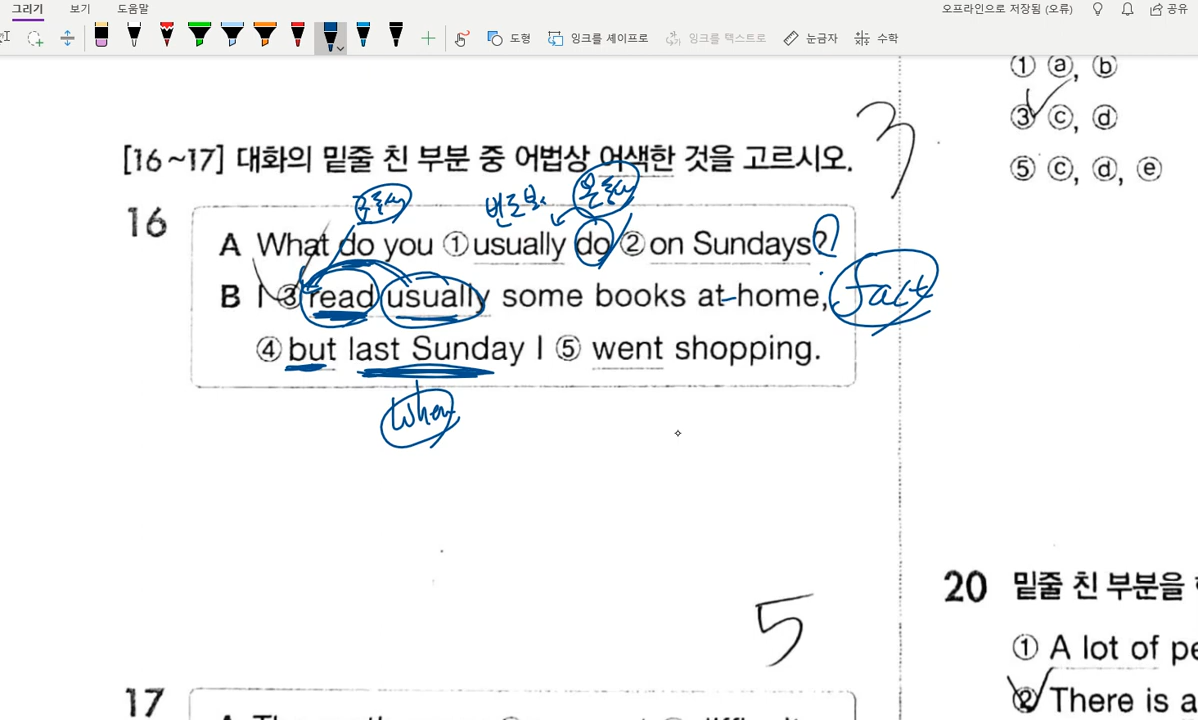 그리기 보기 도움말 오프라인으로 저장됨 (오류) 공유
도형 잉크를 셰이프로 잉크를 텍스트로 눈금자 수학
① ⓐ, ⓑ
③ ⓒ, ⓓ
⑤ ⓒ, ⓓ, ⓔ
3
[16~17] 대화의 밑줄 친 부분 중 어법상 어색한 것을 고르시오.
16
빈도부사
A What do you ① usually do ② on Sundays?
B I ③ read usually some books at home, fact
④ but last Sunday I ⑤ went shopping.
when
5
17
20 밑줄 친 부분을
① A lot of
② There is a